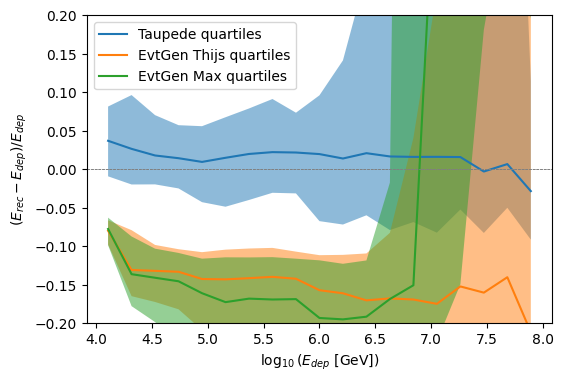 0.20
0.15
0.10
0.05
0.00
−0.05
−0.10
−0.15
−0.20
(E_rec − E_dep)/E_dep
Taupede quartiles
EvtGen Thijs quartiles
EvtGen Max quartiles
4.0 4.5 5.0 5.5 6.0 6.5 7.0 7.5 8.0
log₁₀ (E_dep [GeV])